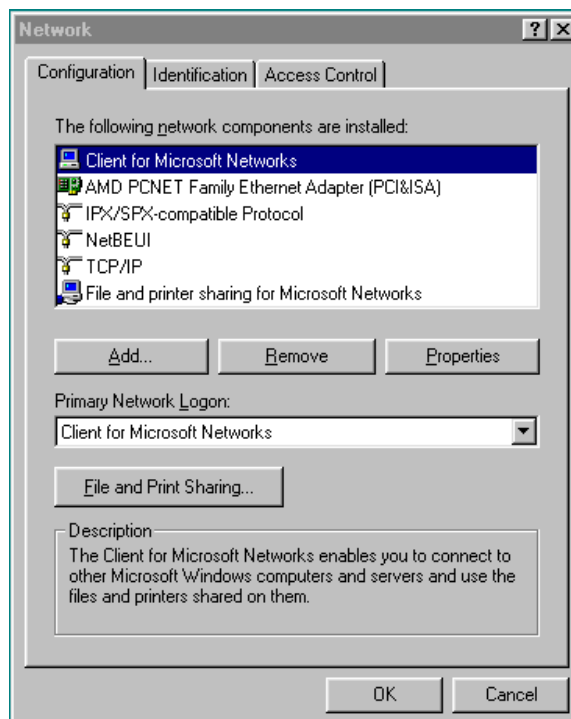 Network
Configuration Identification Access Control
The following network components are installed:
Client for Microsoft Networks
AMD PCNET Family Ethernet Adapter (PCI&ISA)
IPX/SPX-compatible Protocol
NetBEUI
TCP/IP
File and printer sharing for Microsoft Networks
Add... Remove Properties
Primary Network Logon:
Client for Microsoft Networks
File and Print Sharing...
Description
The Client for Microsoft Networks enables you to connect to
other Microsoft Windows computers and servers and use the
files and printers shared on them.
OK Cancel